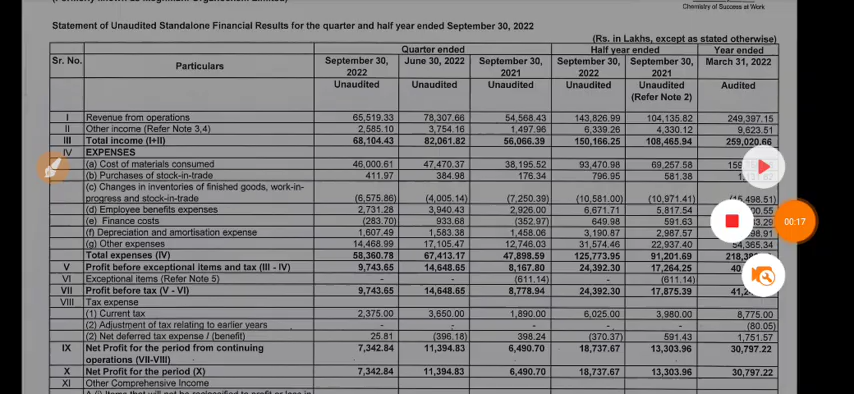 Chemistry of Success at Work
Statement of Unaudited Standalone Financial Results for the quarter and half year ended September 30, 2022
(Rs. in Lakhs, except as stated otherwise)
Quarter ended Half year ended Year ended
Sr. No. Particulars September 30, 2022 June 30, 2022 September 30, 2021 September 30, 2022 September 30, 2021 March 31, 2022
Unaudited Unaudited Unaudited Unaudited Unaudited (Refer Note 2) Audited
I Revenue from operations 65,519.33 78,307.66 54,568.43 143,826.99 104,135.82 249,397.15
II Other income (Refer Note 3,4) 2,585.10 3,754.16 1,497.96 6,339.26 4,330.12 9,623.51
III Total income (I+II) 68,104.43 82,061.82 56,066.39 150,166.25 108,465.94 259,020.66
IV EXPENSES
(a) Cost of materials consumed 46,000.61 47,470.37 38,195.52 93,470.98 69,257.58
(b) Purchases of stock-in-trade 411.97 384.98 176.34 796.95 581.38
(c) Changes in inventories of finished goods, work-in-
progress and stock-in-trade (6,575.86) (4,005.14) (7,250.39) (10,581.00) (10,971.41) (15,498.51)
(d) Employee benefits expenses 2,731.28 3,940.43 2,926.00 6,671.71 5,817.54
(e) Finance costs (283.70) 933.68 (352.97) 649.98 591.63
(f) Depreciation and amortisation expense 1,607.49 1,583.38 1,458.06 3,190.87 2,987.57
(g) Other expenses 14,468.99 17,105.47 12,746.03 31,574.46 22,937.40 54,365.34
Total expenses (IV) 58,360.78 67,413.17 47,898.59 125,773.95 91,201.69
V Profit before exceptional items and tax (III - IV) 9,743.65 14,648.65 8,167.80 24,392.30 17,264.25
VI Exceptional items (Refer Note 5) - - (611.14) - (611.14)
VII Profit before tax (V - VI) 9,743.65 14,648.65 8,778.94 24,392.30 17,875.39
VIII Tax expense
(1) Current tax 2,375.00 3,650.00 1,890.00 6,025.00 3,980.00 8,775.00
(2) Adjustment of tax relating to earlier years - - - - - (80.05)
(2) Net deferred tax expense / (benefit) 25.81 (396.18) 398.24 (370.37) 591.43 1,751.57
IX Net Profit for the period from continuing 7,342.84 11,394.83 6,490.70 18,737.67 13,303.96 30,797.22
operations (VII-VIII)
X Net Profit for the period (X) 7,342.84 11,394.83 6,490.70 18,737.67 13,303.96 30,797.22
XI Other Comprehensive Income
00:17